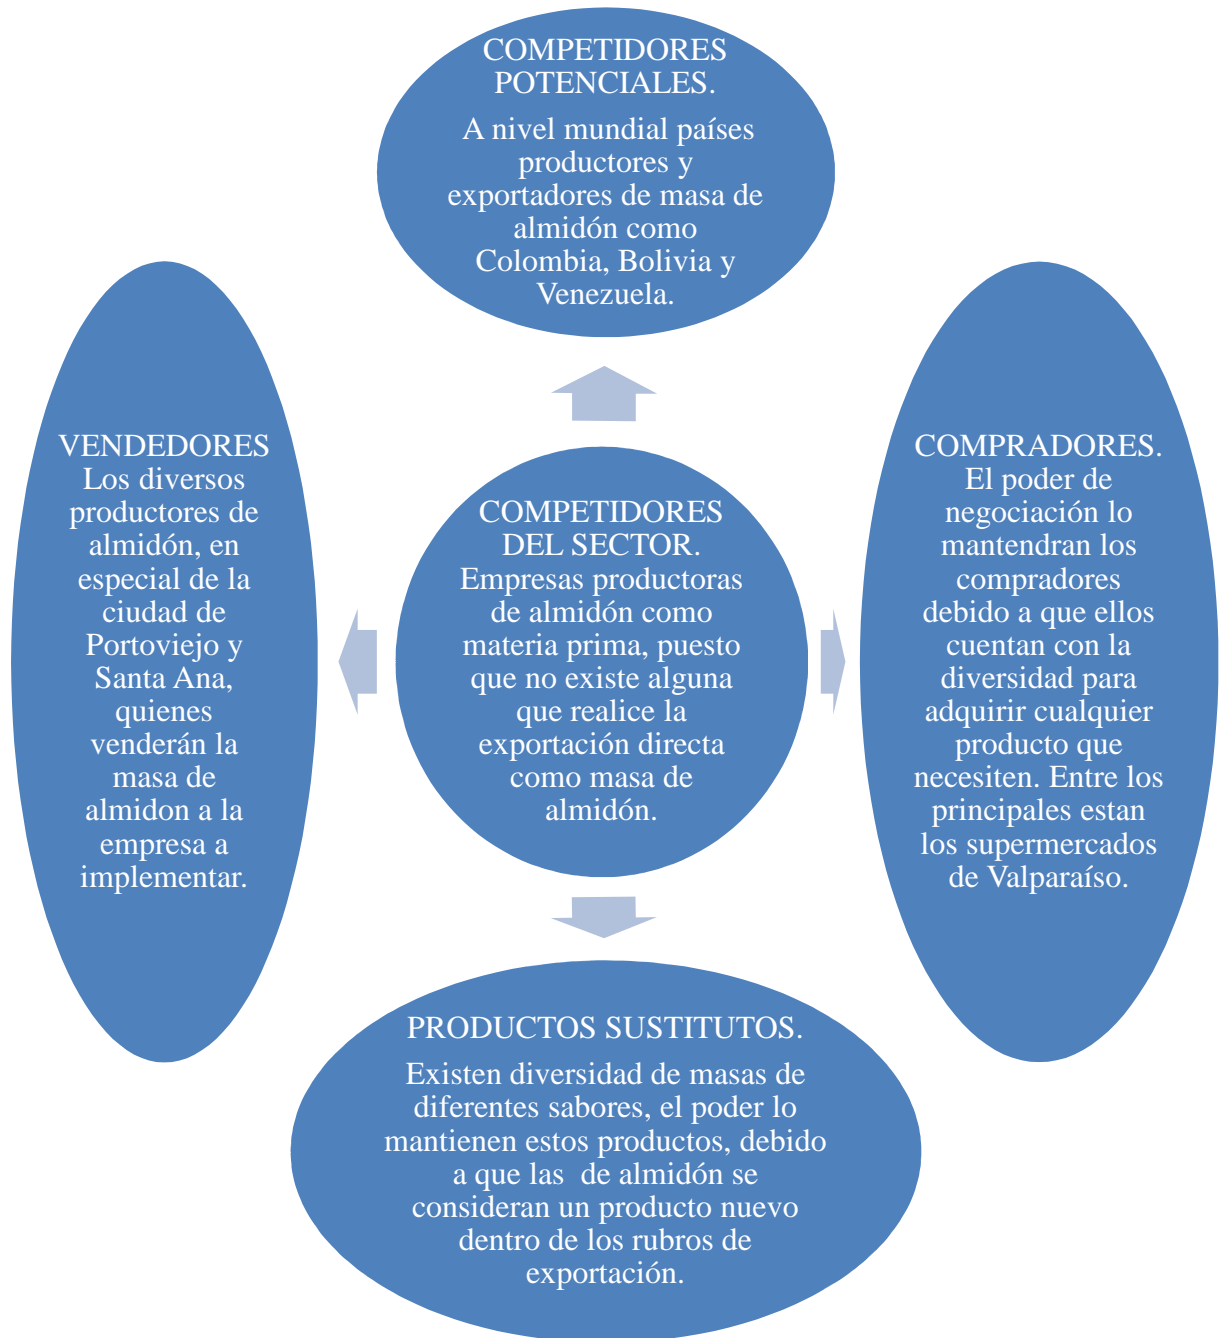 COMPETIDORES
POTENCIALES.
A nivel mundial países
productores y
exportadores de masa de
almidón como
Colombia, Bolivia y
Venezuela.
VENDEDORES
Los diversos
productores de
almidón, en
especial de la
ciudad de
Portoviejo y
Santa Ana,
quienes
venderán la
masa de
almidon a la
empresa a
implementar.
COMPETIDORES
DEL SECTOR.
Empresas productoras
de almidón como
materia prima, puesto
que no existe alguna
que realice la
exportación directa
como masa de
almidón.
COMPRADORES.
El poder de
negociación lo
mantendran los
compradores
debido a que ellos
cuentan con la
diversidad para
adquirir cualquier
producto que
necesiten. Entre los
principales estan
los supermercados
de Valparaíso.
PRODUCTOS SUSTITUTOS.
Existen diversidad de masas de
diferentes sabores, el poder lo
mantienen estos productos, debido
a que las  de almidón se
consideran un producto nuevo
dentro de los rubros de
exportación.